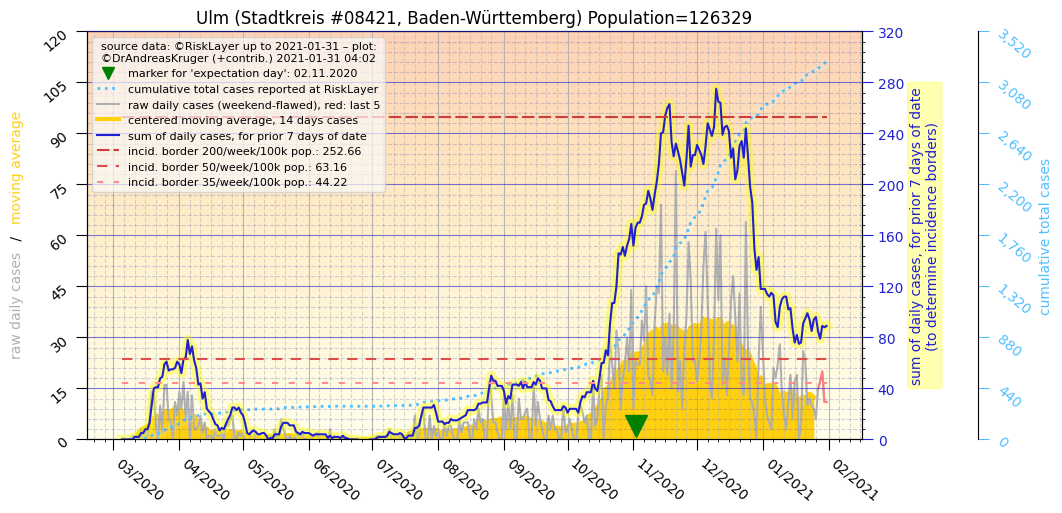 Ulm (Stadtkreis #08421, Baden-Württemberg) Population=126329
source data: ©RiskLayer up to 2021-01-31 – plot:
©DrAndreasKruger (+contrib.) 2021-01-31 04:02
marker for 'expectation day': 02.11.2020
cumulative total cases reported at RiskLayer
raw daily cases (weekend-flawed), red: last 5
centered moving average, 14 days cases
sum of daily cases, for prior 7 days of date
incid. border 200/week/100k pop.: 252.66
incid. border 50/week/100k pop.: 63.16
incid. border 35/week/100k pop.: 44.22
raw daily cases / moving average
120
105
90
75
60
45
30
15
0
03/2020
04/2020
05/2020
06/2020
07/2020
08/2020
09/2020
10/2020
11/2020
12/2020
01/2021
02/2021
320
280
240
200
160
120
80
40
0
sum of daily cases, for prior 7 days of date
(to determine incidence borders)
3,520
3,080
2,640
2,200
1,760
1,320
880
440
0
cumulative total cases